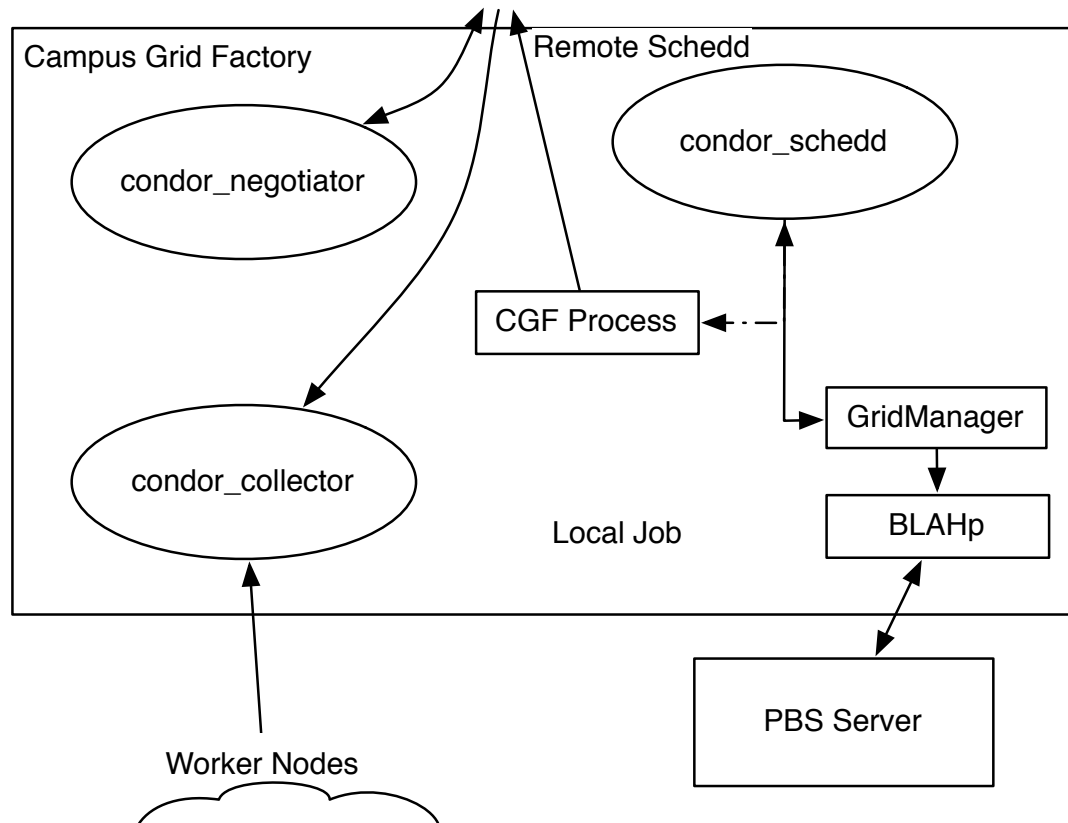 Remote Schedd
Campus Grid Factory
condor_schedd
condor_negotiator
CGF Process
GridManager
condor_collector
BLAHp
Local Job
PBS Server
Worker Nodes